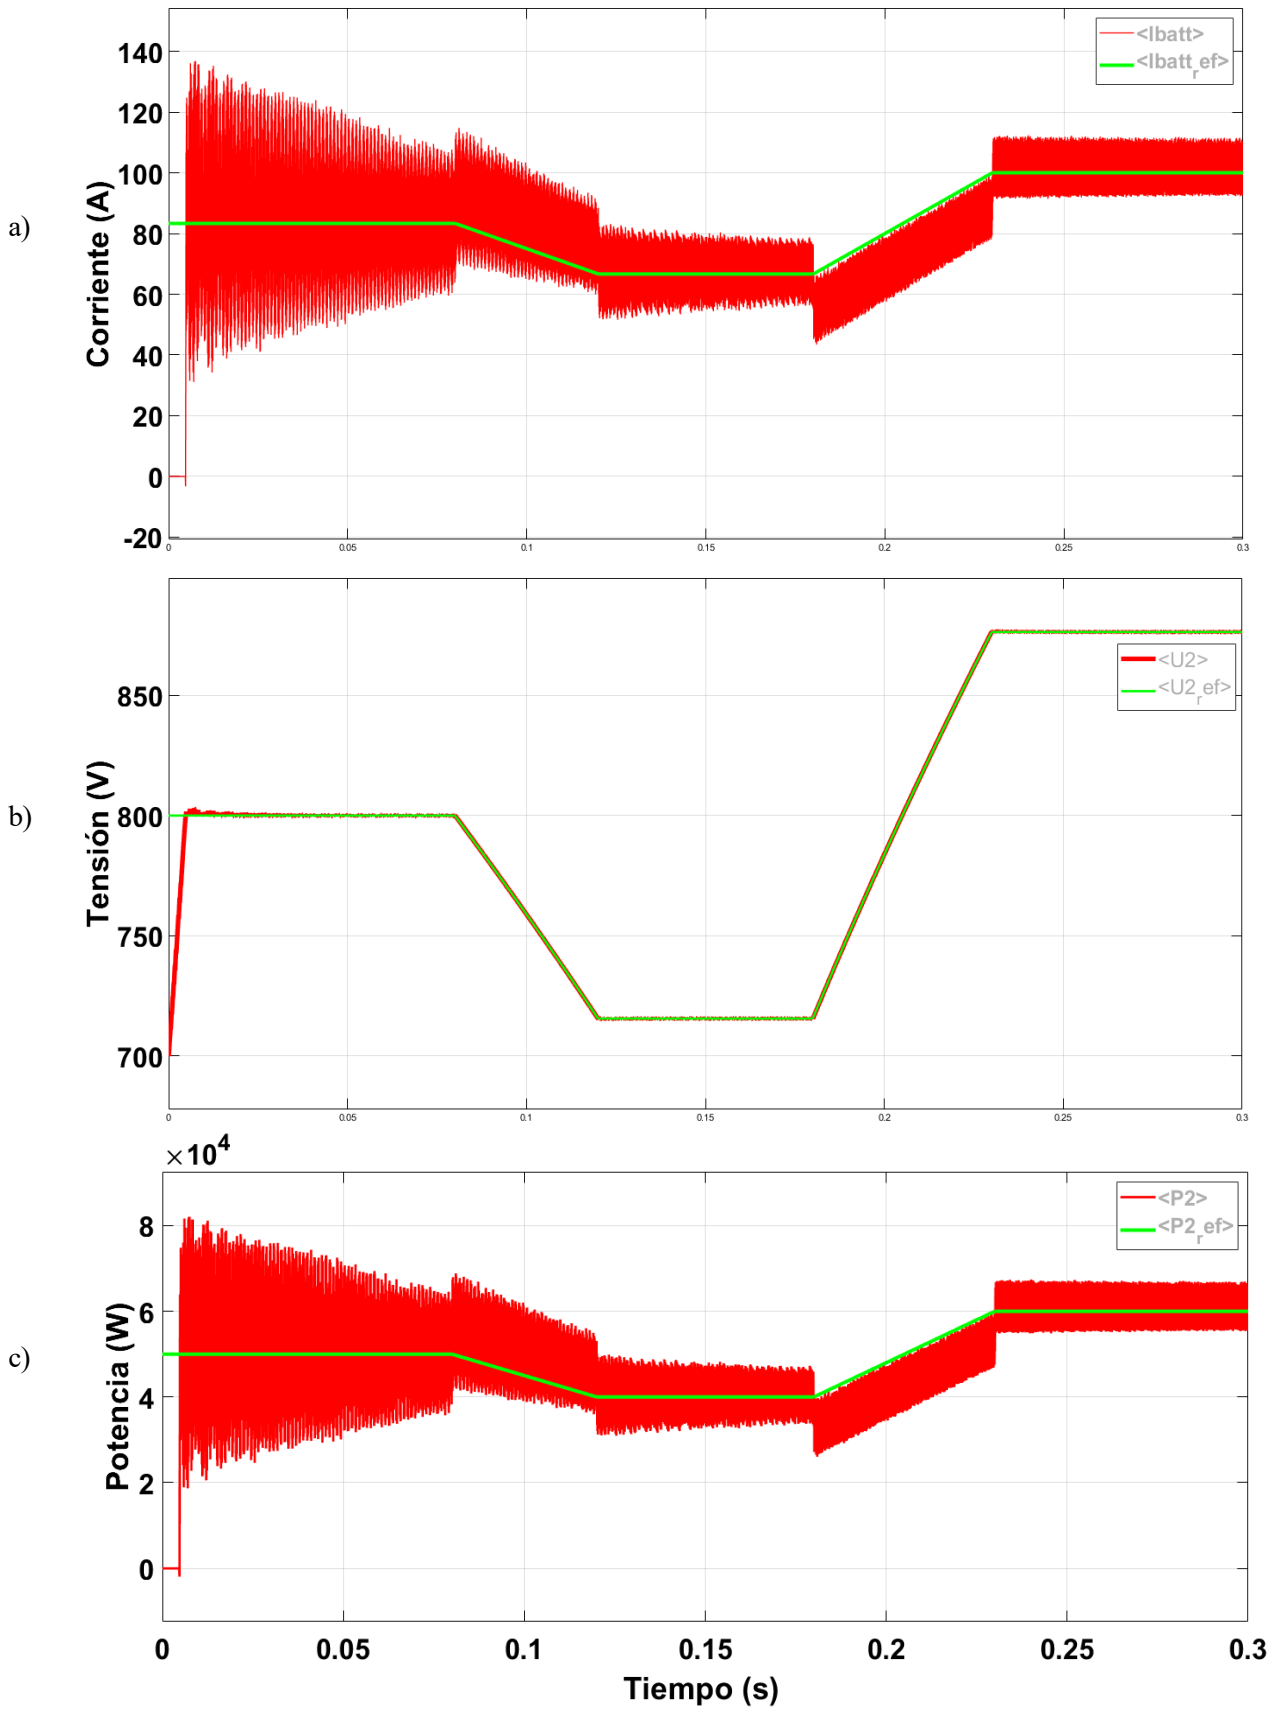 a)
Corriente (A)
140
120
100
80
60
40
20
0
-20
<Ibatt>
<Ibatt_ref>
0 0.05 0.1 0.15 0.2 0.25 0.3
b)
Tensión (V)
850
800
750
700
<U2>
<U2_ref>
0 0.05 0.1 0.15 0.2 0.25 0.3
c)
Potencia (W)
×10^4
8
6
4
2
0
<P2>
<P2_ref>
0 0.05 0.1 0.15 0.2 0.25 0.3
Tiempo (s)